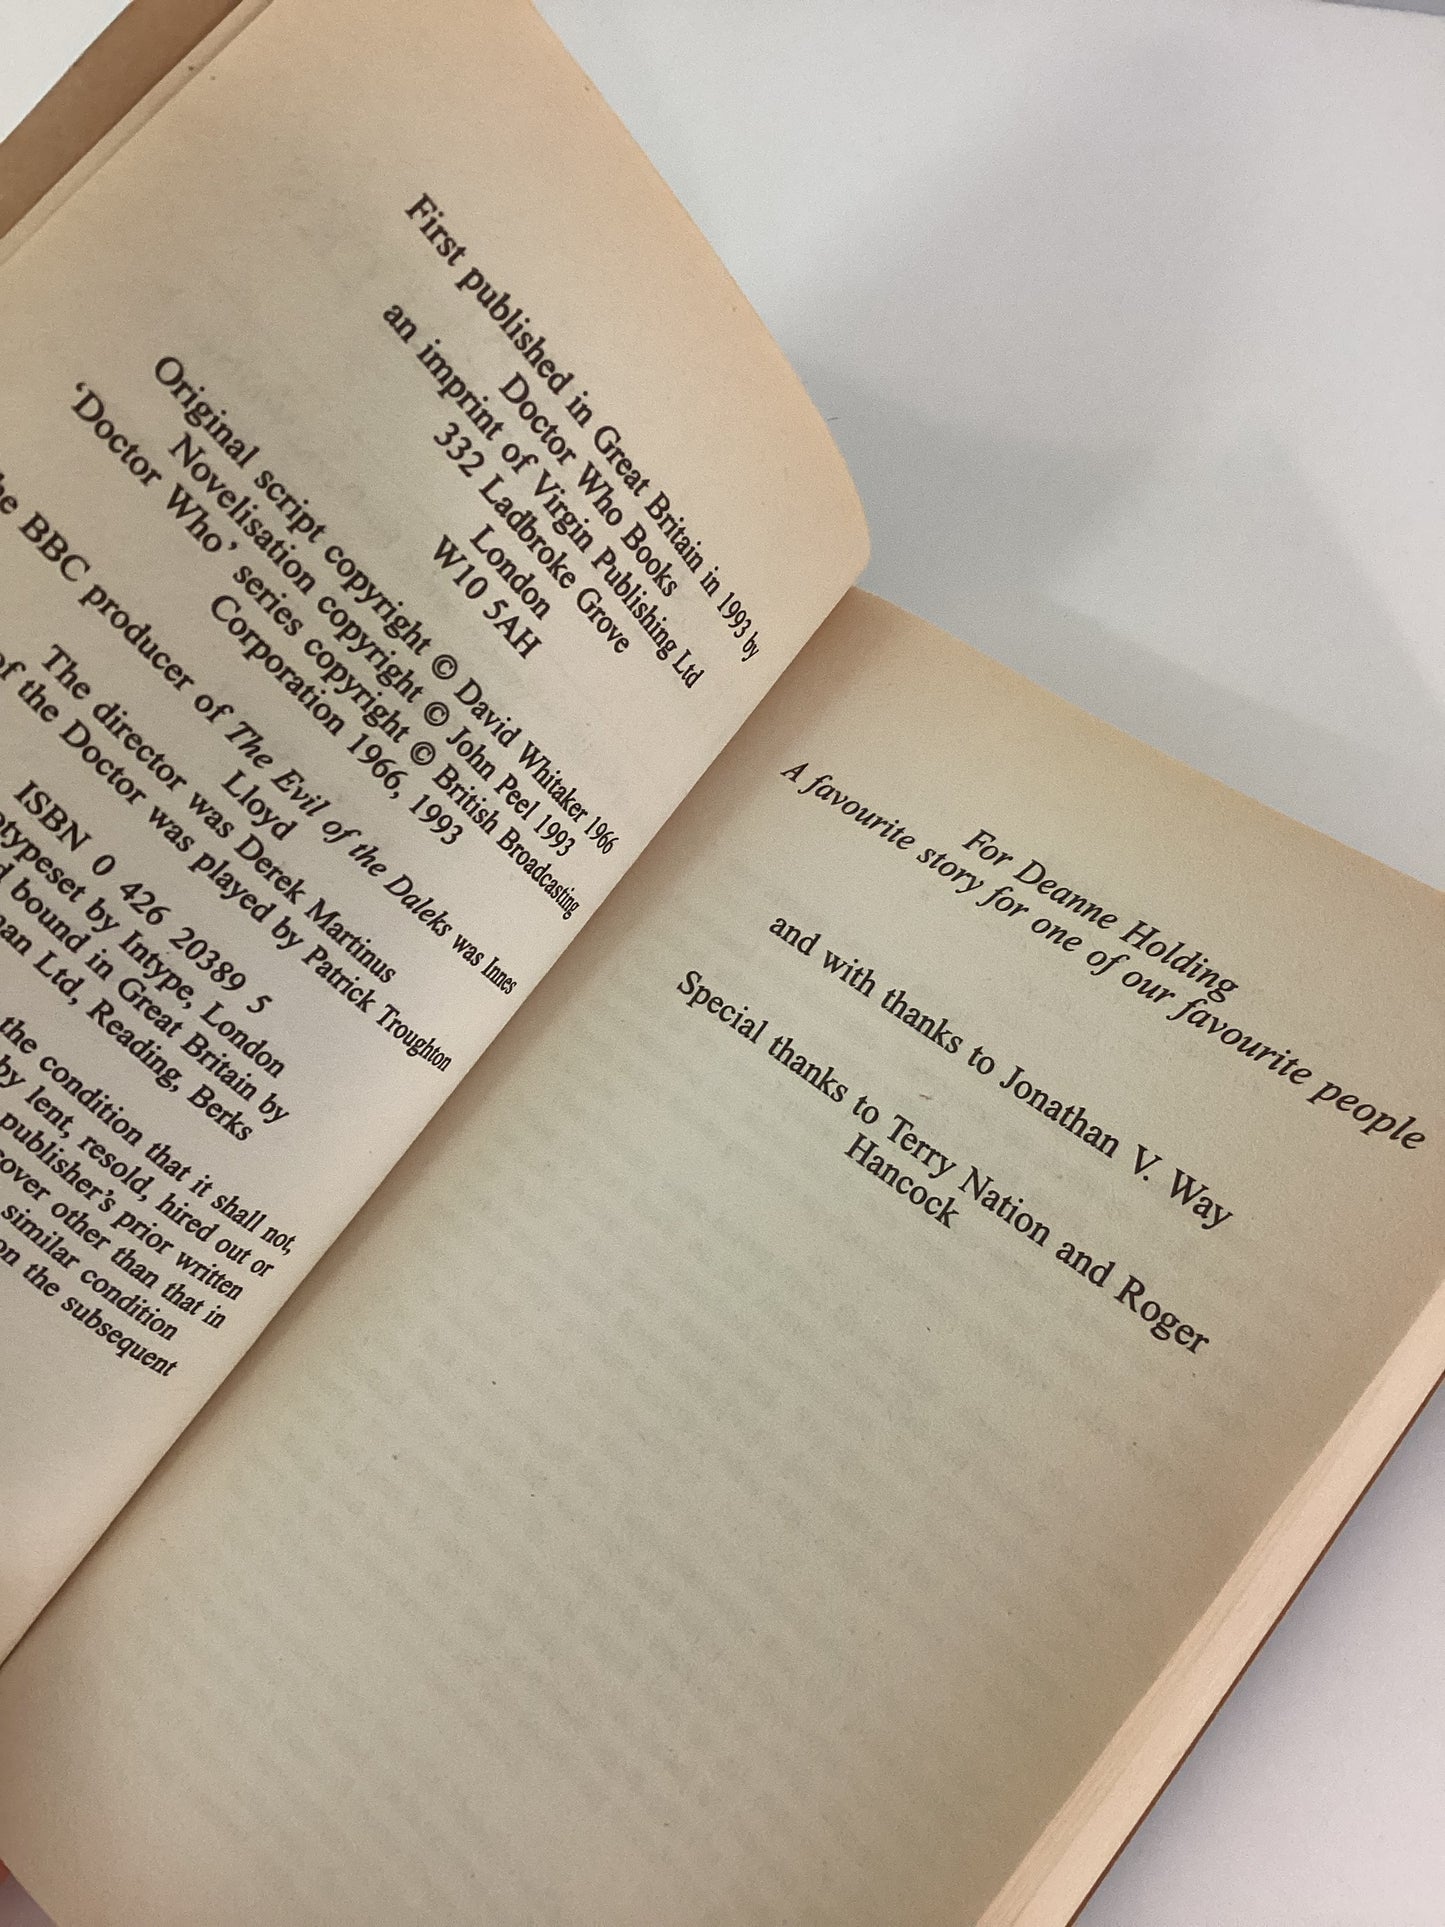 First published in Great Britain in 1993 by
Doctor Who Books
an imprint of Virgin Publishing Ltd
332 Ladbroke Grove
London
W10 5AH
Original script copyright © David Whitaker 1966
Novelisation copyright © John Peel 1993
'Doctor Who' series copyright © British Broadcasting
Corporation 1966, 1993
BBC producer of The Evil of the Daleks was Innes
Lloyd
The director was Derek Martinus
of the Doctor was played by Patrick Troughton
ISBN 0 426 20389 5
by Intype, London
bound in Great Britain by
Ltd, Reading, Berks
the condition that it shall not,
by lent, resold, hired out or
publisher's prior written
other than that in
similar condition
the subsequent
For Deanne Holding
A favourite story for one of our favourite people
and with thanks to Jonathan V. Way
Special thanks to Terry Nation and Roger
Hancock